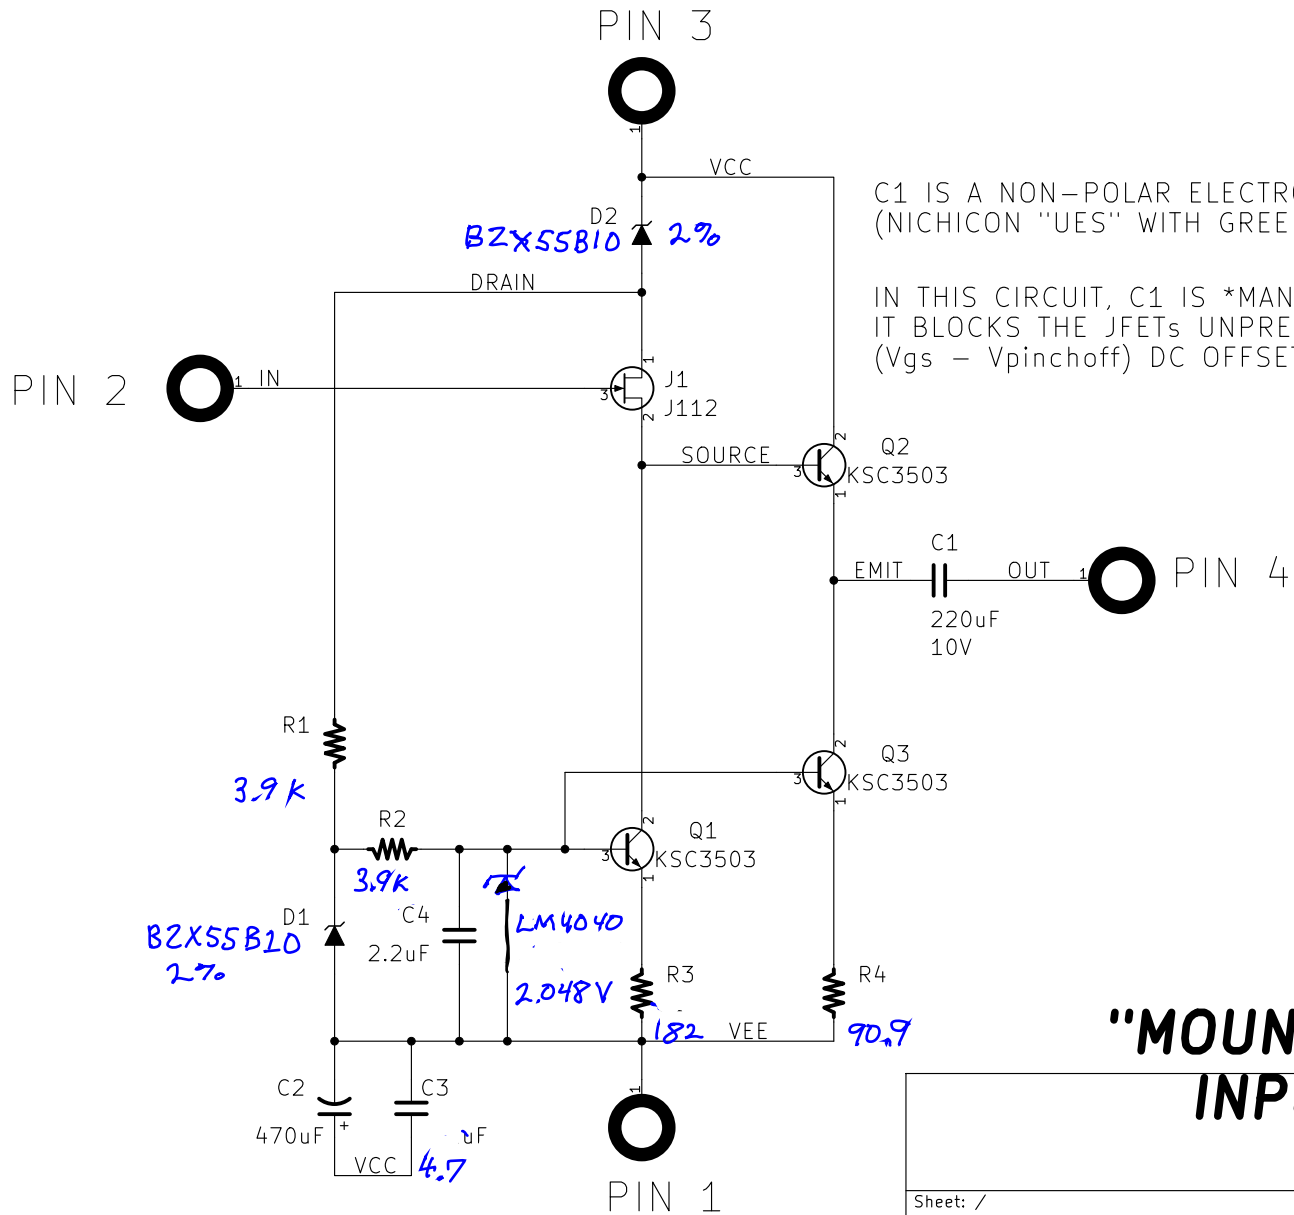 PIN 3
1
VCC
C1 IS A NON-POLAR ELECTR
(NICHICON "UES" WITH GREE
D2
BZX55B10 2%
DRAIN
IN THIS CIRCUIT, C1 IS *MAN
IT BLOCKS THE JFETs UNPRE
(Vgs - Vpinchoff) DC OFFSET
PIN 2
1 IN
1
3
2
J1
J112
SOURCE
2
3
1
Q2
KSC3503
C1
EMIT
OUT
1
PIN 4
220uF
10V
R1
3.9K
2
3
1
Q3
KSC3503
R2
3.9K
2
3
1
Q1
KSC3503
D1
BZX55B10
2%
C4
2.2uF
LM4040
2.048V
R3
182
R4
90.9
VEE
"MOUN
INP
C2
470uF
+
C3
uF
4.7
VCC
1
PIN 1
Sheet: /